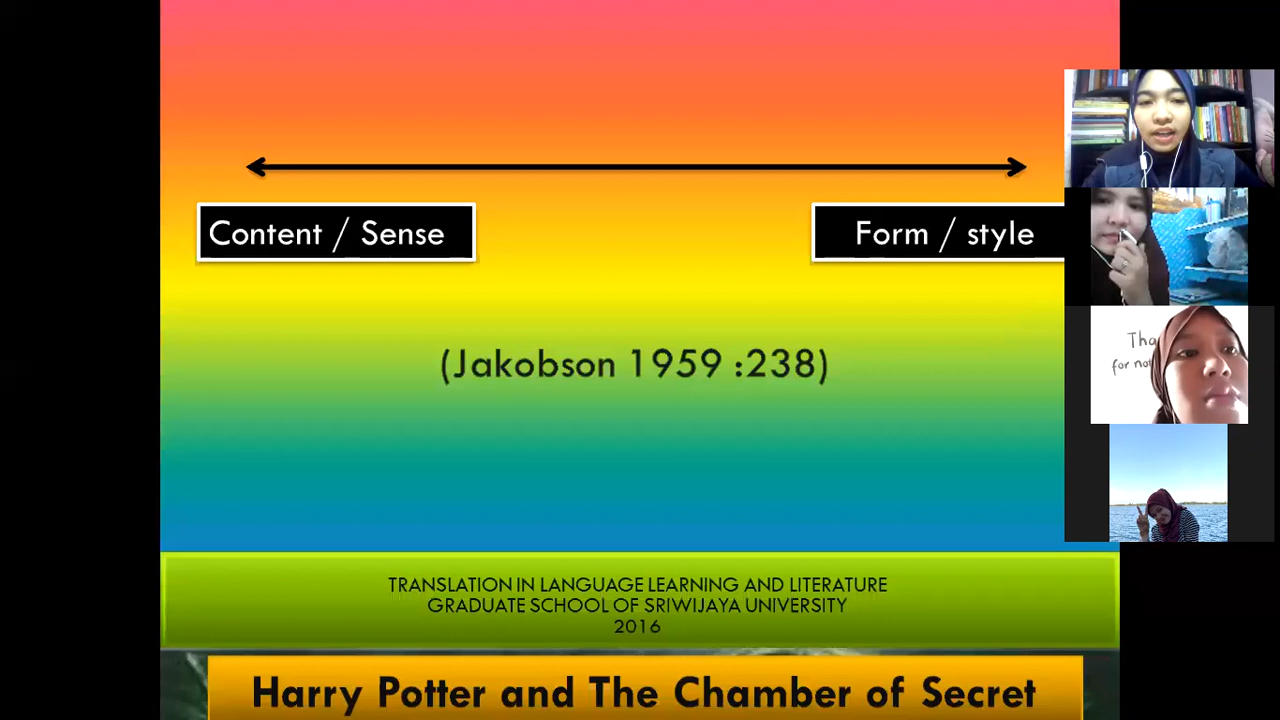 Content / Sense
Form / style
(Jakobson 1959 :238)
TRANSLATION IN LANGUAGE LEARNING AND LITERATURE
GRADUATE SCHOOL OF SRIWIJAYA UNIVERSITY
2016
Harry Potter and The Chamber of Secret
for